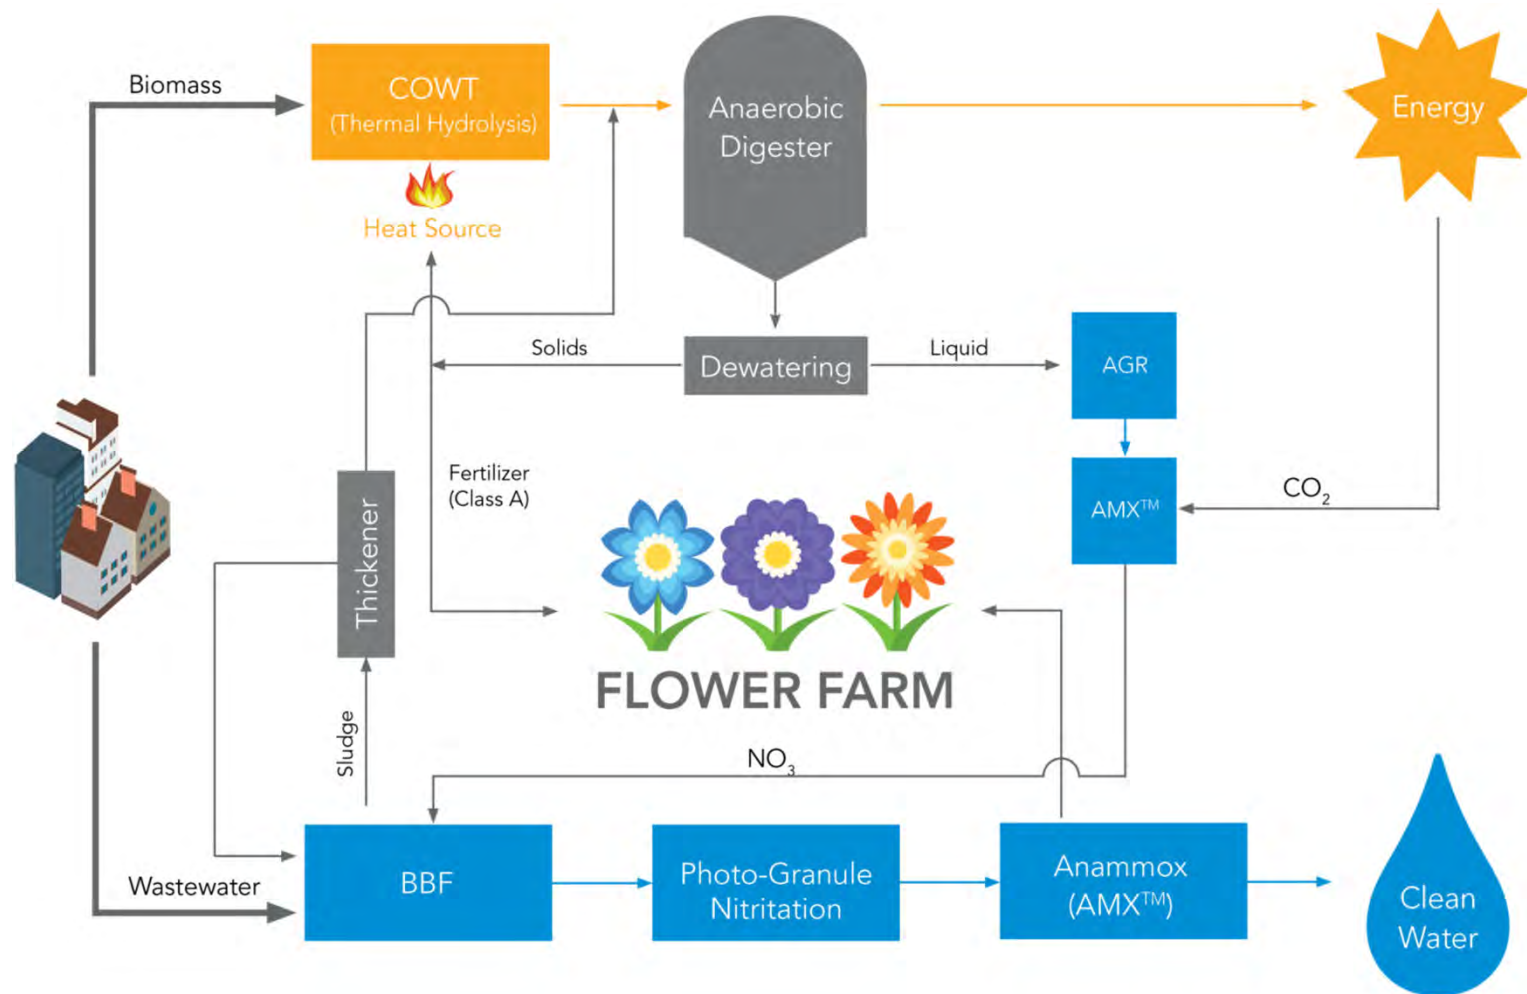 Biomass
COWT
(Thermal Hydrolysis)
Heat Source
Anaerobic
Digester
Energy
Solids
Dewatering
Liquid
AGR
Fertilizer
(Class A)
AMX™
CO₂
Thickener
FLOWER FARM
Sludge
NO₃
Wastewater
BBF
Photo-Granule
Nitritation
Anammox
(AMX™)
Clean
Water